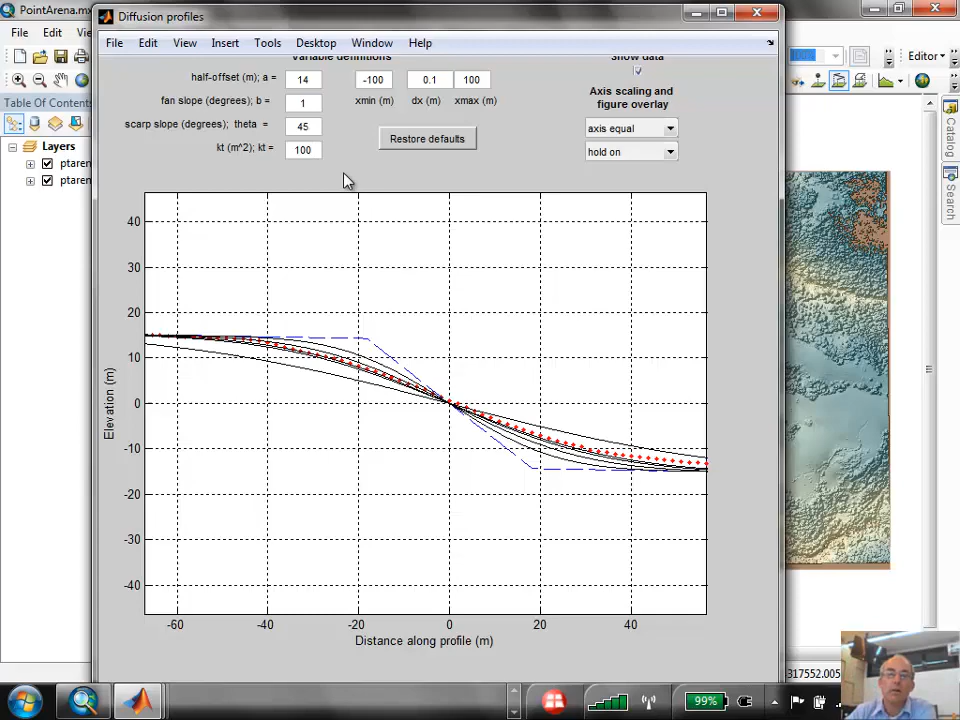 PointArena.mx
Diffusion profiles
File Edit
File Edit View Insert Tools Desktop Window Help
Editor
Variable definitions
Show data
half-offset (m); a = 14
-100 0.1 100
fan slope (degrees); b = 1
xmin (m) dx (m) xmax (m)
Axis scaling and
figure overlay
scarp slope (degrees); theta = 45
Restore defaults
axis equal
kt (m^2); kt = 100
hold on
Table Of Contents
Layers
ptaren
ptaren
Catalog
Search
40
30
20
10
0
-10
-20
-30
-40
Elevation (m)
-60 -40 -20 0 20 40
Distance along profile (m)
317552.005
99%